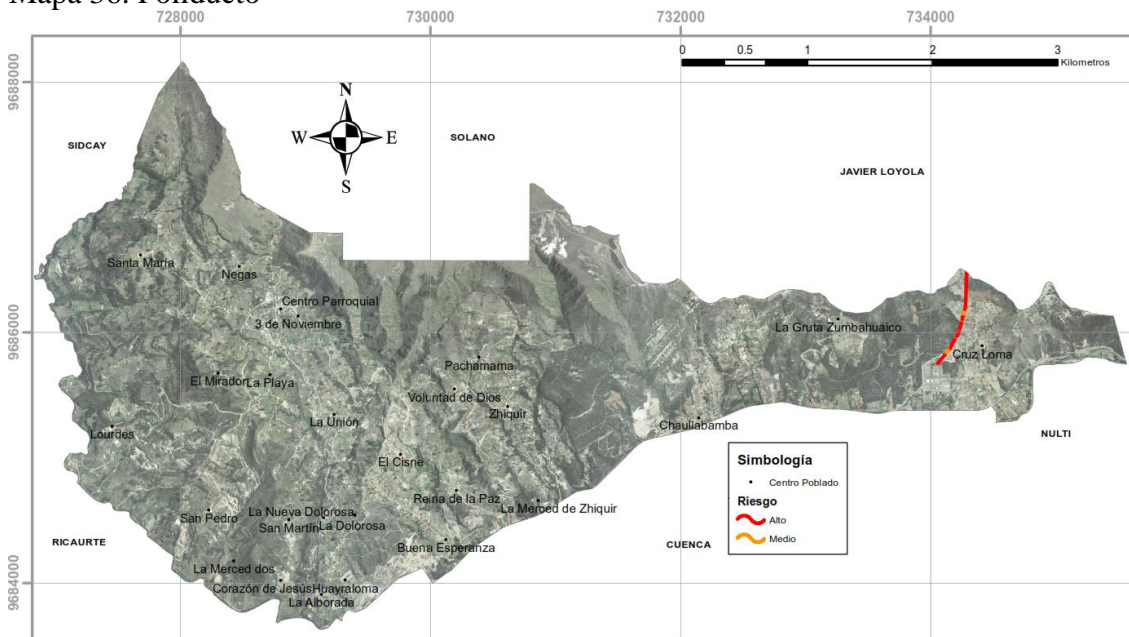 Mapa 38. Poliducto
728000
730000
732000
734000
0
0.5
1
2
3
Kilometros
9688000
N
W
E
S
SIDCAY
SOLANO
JAVIER LOYOLA
Santa María
Negas
Centro Parroquial
3 de Noviembre
9686000
La Gruta Zumbahuaico
Cruz Loma
Pachamama
El Mirador
La Playa
Voluntad de Dios
Zhiquir
La Unión
Chaullabamba
Lourdes
NULTI
El Cisne
Simbología
Centro Poblado
Riesgo
Alto
Medio
Reina de la Paz
La Merced de Zhiquir
San Pedro
La Nueva Dolorosa
San Martín
La Dolorosa
RICAURTE
Buena Esperanza
CUENCA
La Merced dos
9684000
Corazón de Jesús
Huayraloma
La Alborada